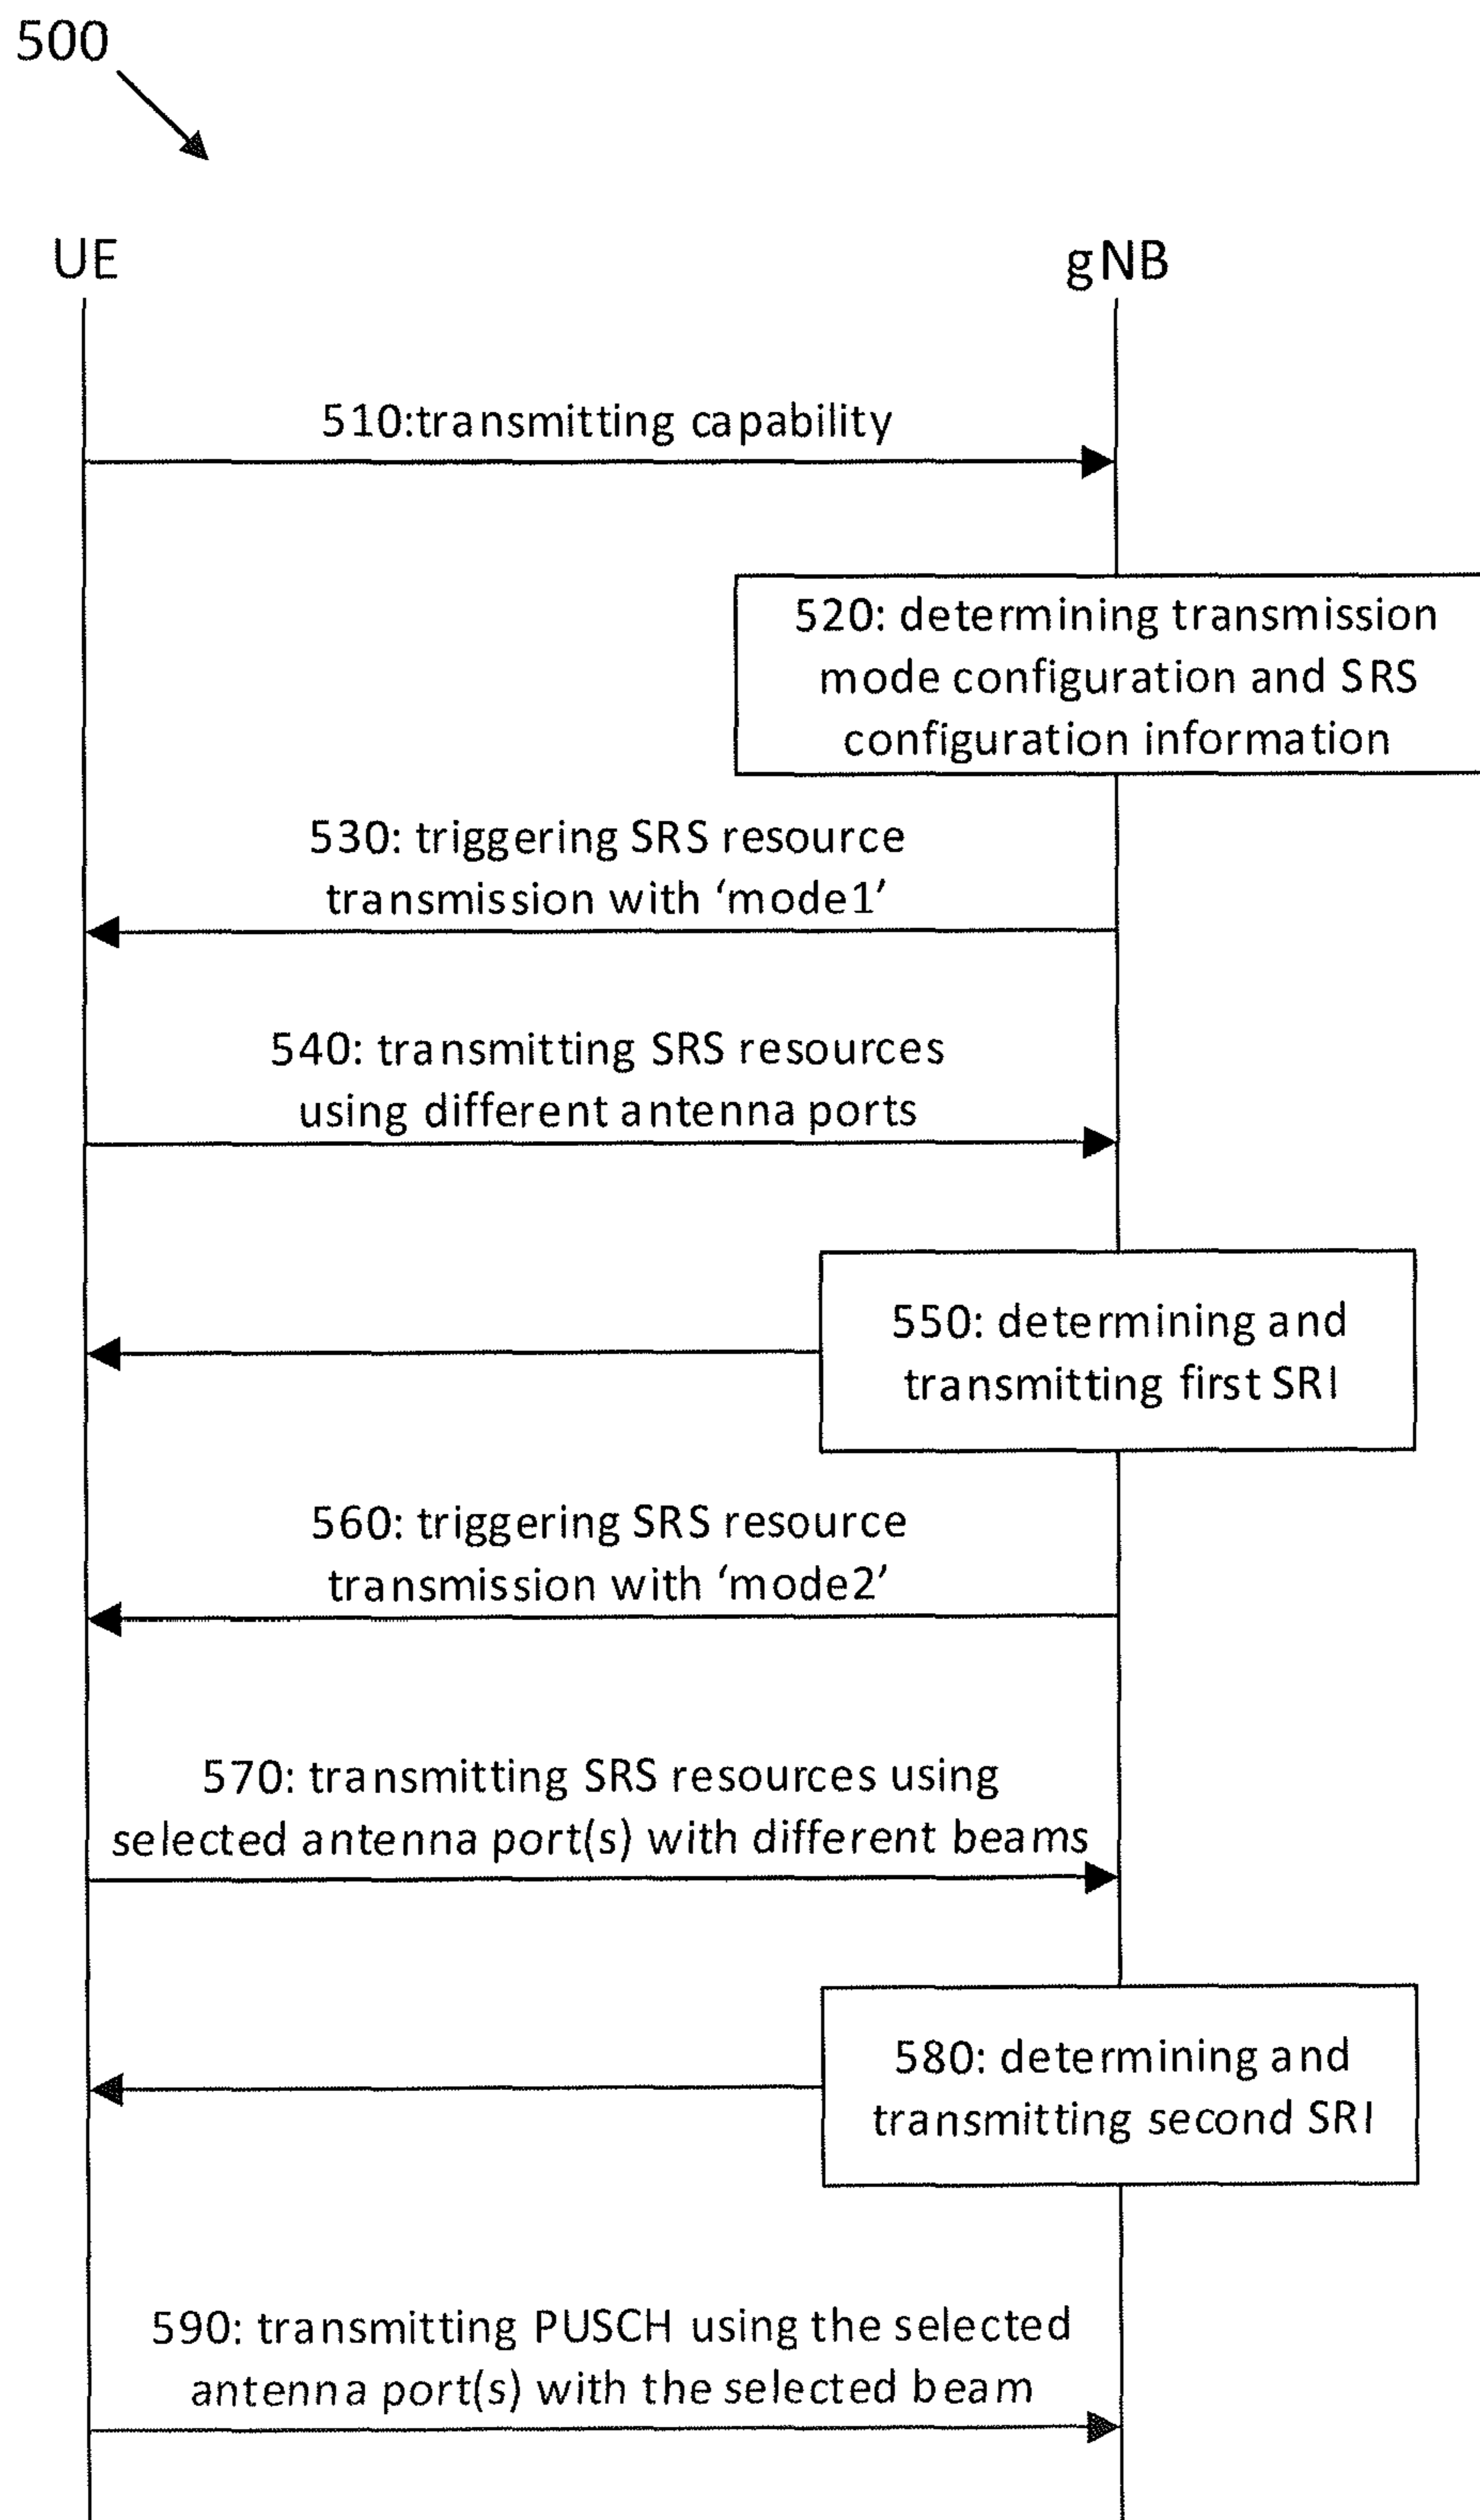 500
UE
gNB
510:transmitting capability
520: determining transmission
mode configuration and SRS
configuration information
530: triggering SRS resource
transmission with ‘mode1’
540: transmitting SRS resources
using different antenna ports
550: determining and
transmitting first SRI
560: triggering SRS resource
transmission with ‘mode2’
570: transmitting SRS resources using
selected antenna port(s) with different beams
580: determining and
transmitting second SRI
590: transmitting PUSCH using the selected
antenna port(s) with the selected beam